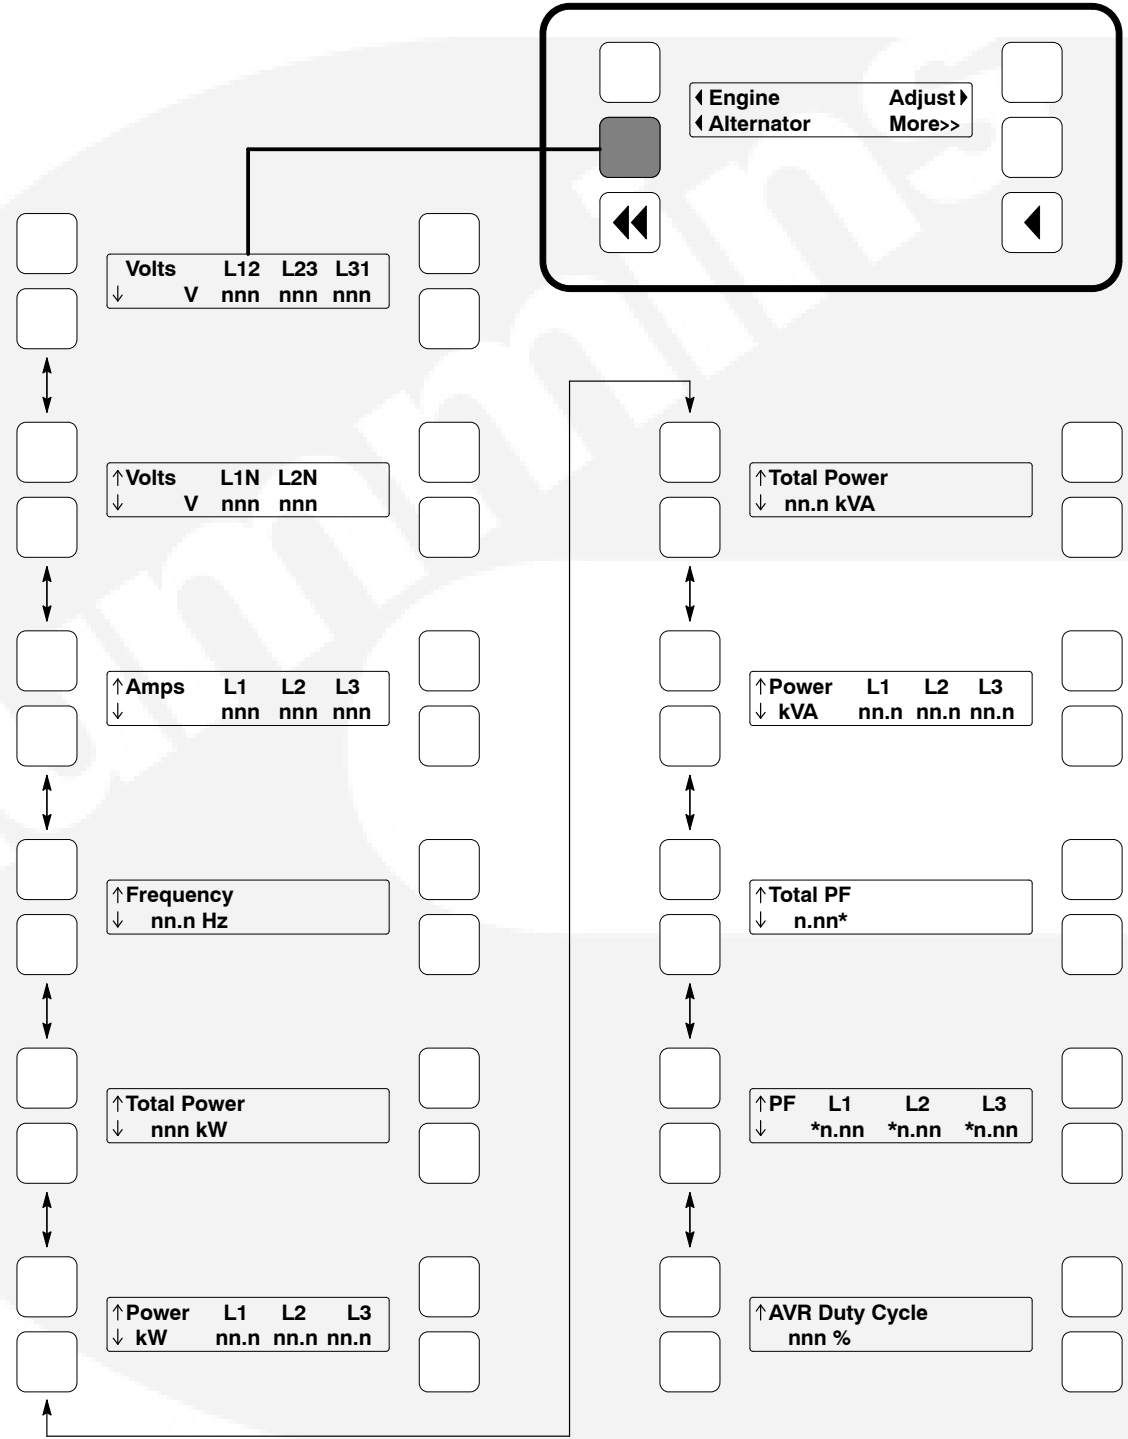 Engine Adjust
Alternator More>>
Volts L12 L23 L31
↓ V nnn nnn nnn
↑Volts L1N L2N
↓ V nnn nnn
↑Amps L1 L2 L3
↓ nnn nnn nnn
↑Frequency
↓ nn.n Hz
↑Total Power
↓ nnn kW
↑Power L1 L2 L3
↓ kW nn.n nn.n nn.n
↑Total Power
↓ nn.n kVA
↑Power L1 L2 L3
↓ kVA nn.n nn.n nn.n
↑Total PF
↓ n.nn*
↑PF L1 L2 L3
↓ *n.nn *n.nn *n.nn
↑AVR Duty Cycle
nnn %
cummins